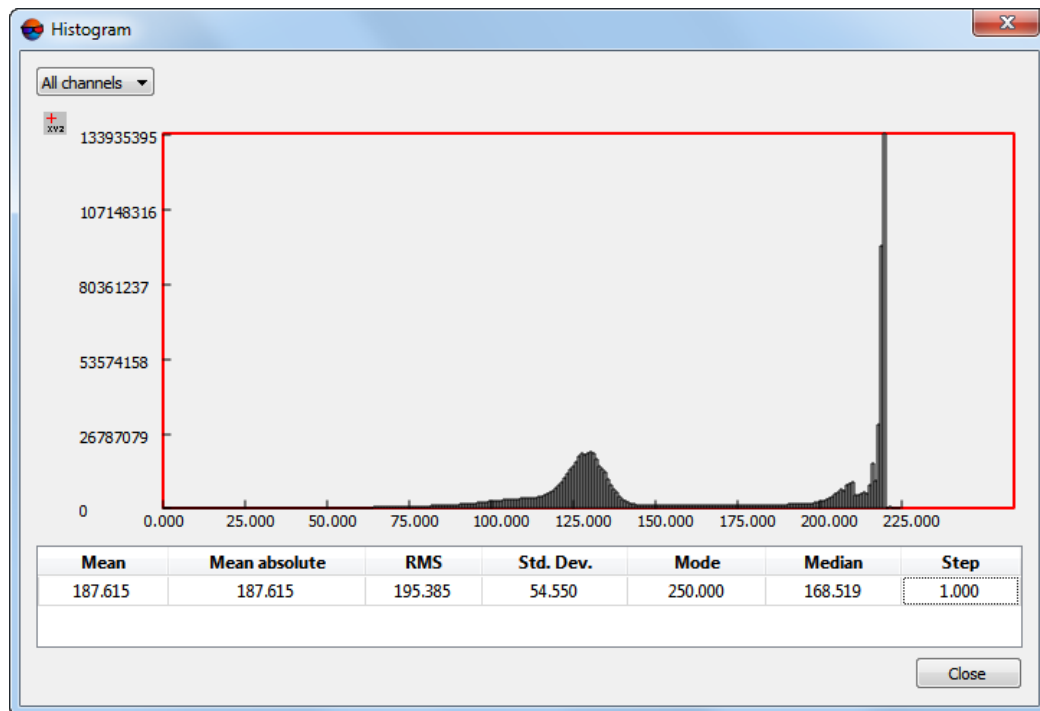 Histogram
X
All channels
XYZ
133935395
107148316
80361237
53574158
26787079
0
0.000 25.000 50.000 75.000 100.000 125.000 150.000 175.000 200.000 225.000
Mean Mean absolute RMS Std. Dev. Mode Median Step
187.615 187.615 195.385 54.550 250.000 168.519 1.000
Close